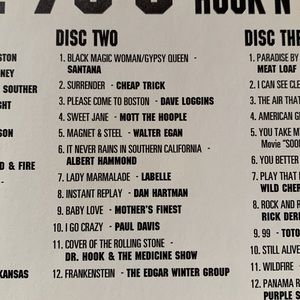 70's ROCK N
DISC TWO
1. BLACK MAGIC WOMAN/GYPSY QUEEN -
SANTANA
2. SURRENDER - CHEAP TRICK
3. PLEASE COME TO BOSTON - DAVE LOGGINS
4. SWEET JANE - MOTT THE HOOPLE
5. MAGNET & STEEL - WALTER EGAN
6. IT NEVER RAINS IN SOUTHERN CALIFORNIA -
ALBERT HAMMOND
7. LADY MARMALADE - LABELLE
8. INSTANT REPLAY - DAN HARTMAN
9. BABY LOVE - MOTHER'S FINEST
10. I GO CRAZY - PAUL DAVIS
11. COVER OF THE ROLLING STONE -
DR. HOOK & THE MEDICINE SHOW
12. FRANKENSTEIN - THE EDGAR WINTER GROUP
DISC THR
1. PARADISE BY
MEAT LOAF
2. I CAN SEE CLE
3. THE AIR THAT
4. AMERICAN G
5. YOU TAKE M
Movie "SOO
6. YOU BETTER
7. PLAY THAT
WILD CHER
8. ROCK AND R
RICK DERR
9. 99 - TOTO
10. STILL ALIVE
11. WILDFIRE -
12. PANAMA R
PURPLE S
STON
NEY
SOUTHER
GHT
SON
D & FIRE
KANSAS